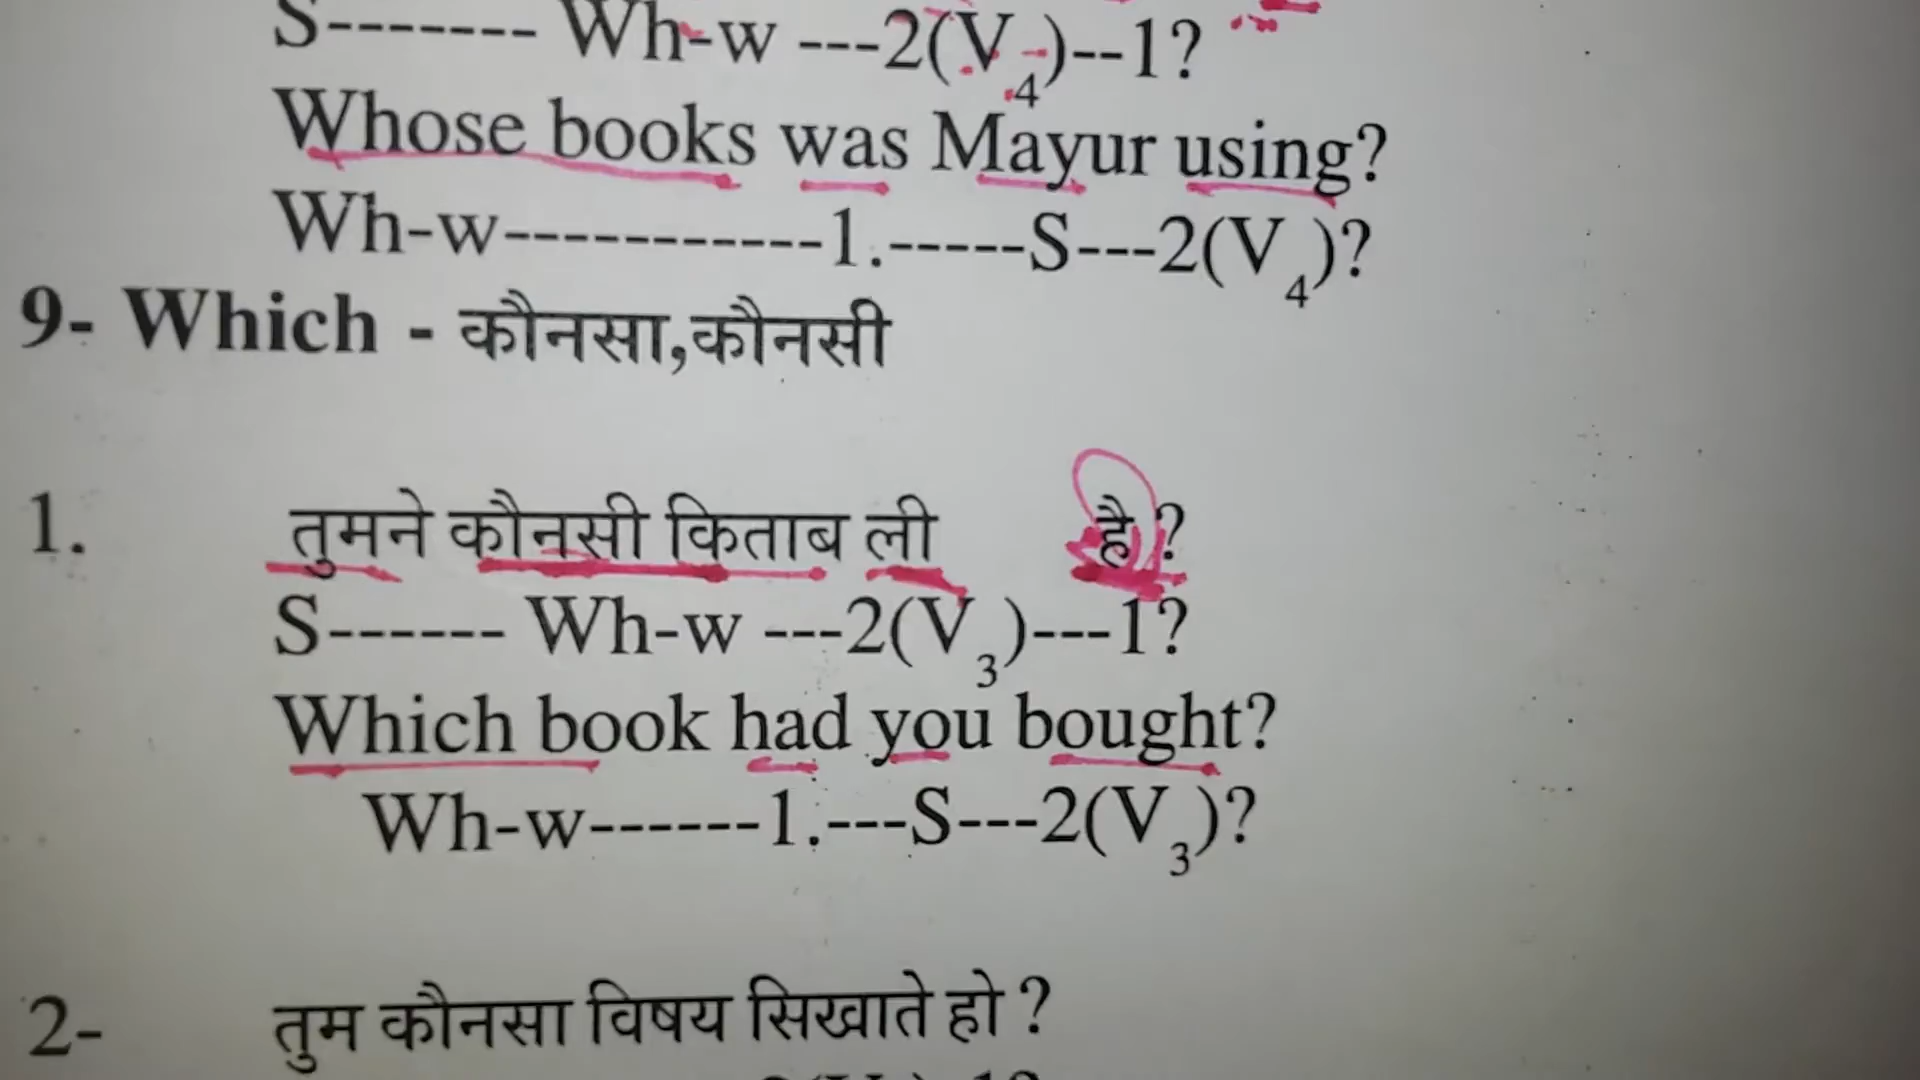 S------- Wh-w ---2(V4)--1?
Whose books was Mayur using?
Wh-w-----------1.-----S---2(V4)?
9- Which - कौनसा,कौनसी
1. तुमने कौनसी किताब ली है ?
S------ Wh-w ---2(V3)---1?
Which book had you bought?
Wh-w------1.---S---2(V3)?
2- तुम कौनसा विषय सिखाते हो ?